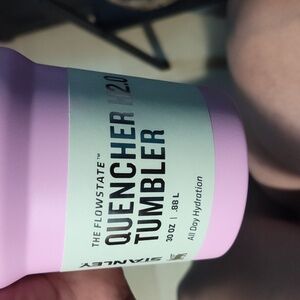 THE FLOWSTATE™
QUENCHER H2.0
TUMBLER
30 OZ | .88 L
All Day Hydration
STANLEY